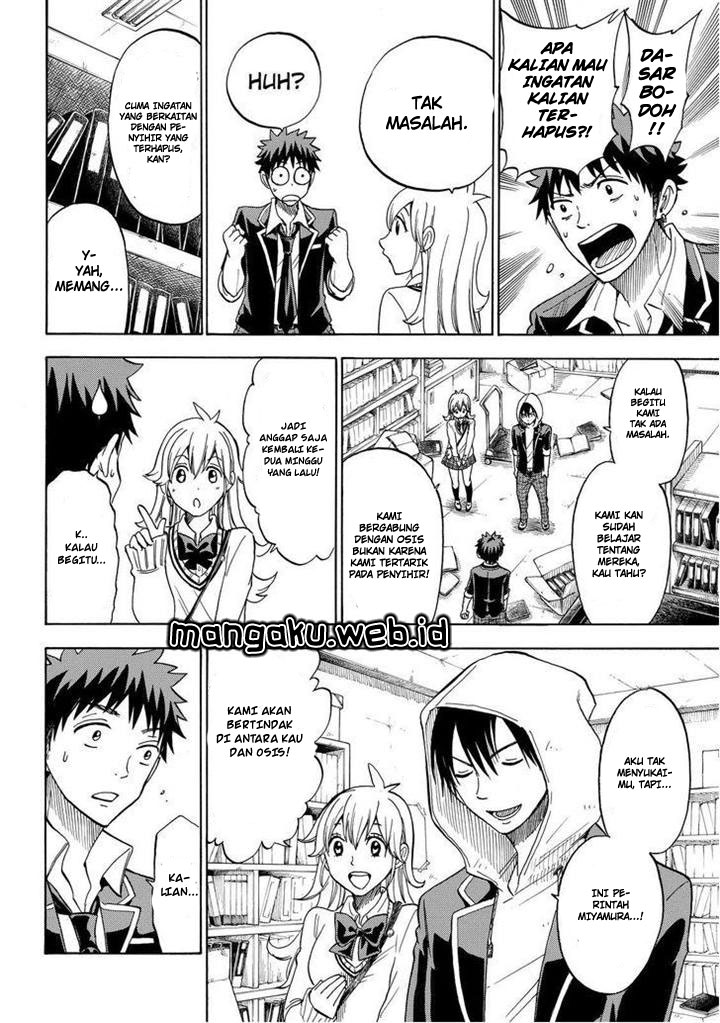 DA-
SAR
BO-
DOH
!!
APA
KALIAN MAU
INGATAN
KALIAN
TER-
HAPUS?!
TAK
MASALAH.
HUH?
CUMA INGATAN
YANG BERKAITAN
DENGAN PE-
NYIHIR YANG
TERHAPUS,
KAN?
Y-
YAH,
MEMANG...
KALAU
BEGITU
KAMI
TAK ADA
MASALAH.
KAMI KAN
SUDAH
BELAJAR
TENTANG
MEREKA,
KAU TAHU?
KAMI
BERGABUNG
DENGAN OSIS
BUKAN KARENA
KAMI TERTARIK
PADA PENYIHIR!
JADI
ANGGAP SAJA
KEMBALI KE-
DUA MINGGU
YANG LALU!
K..
KALAU
BEGITU...
mangaku.web.id
AKU TAK
MENYUKAI-
MU, TAPI...
INI PE-
RINTAH
MIYAMURA...!
KAMI AKAN
BERTINDAK
DI ANTARA KAU
DAN OSIS!
KA-
LIAN...